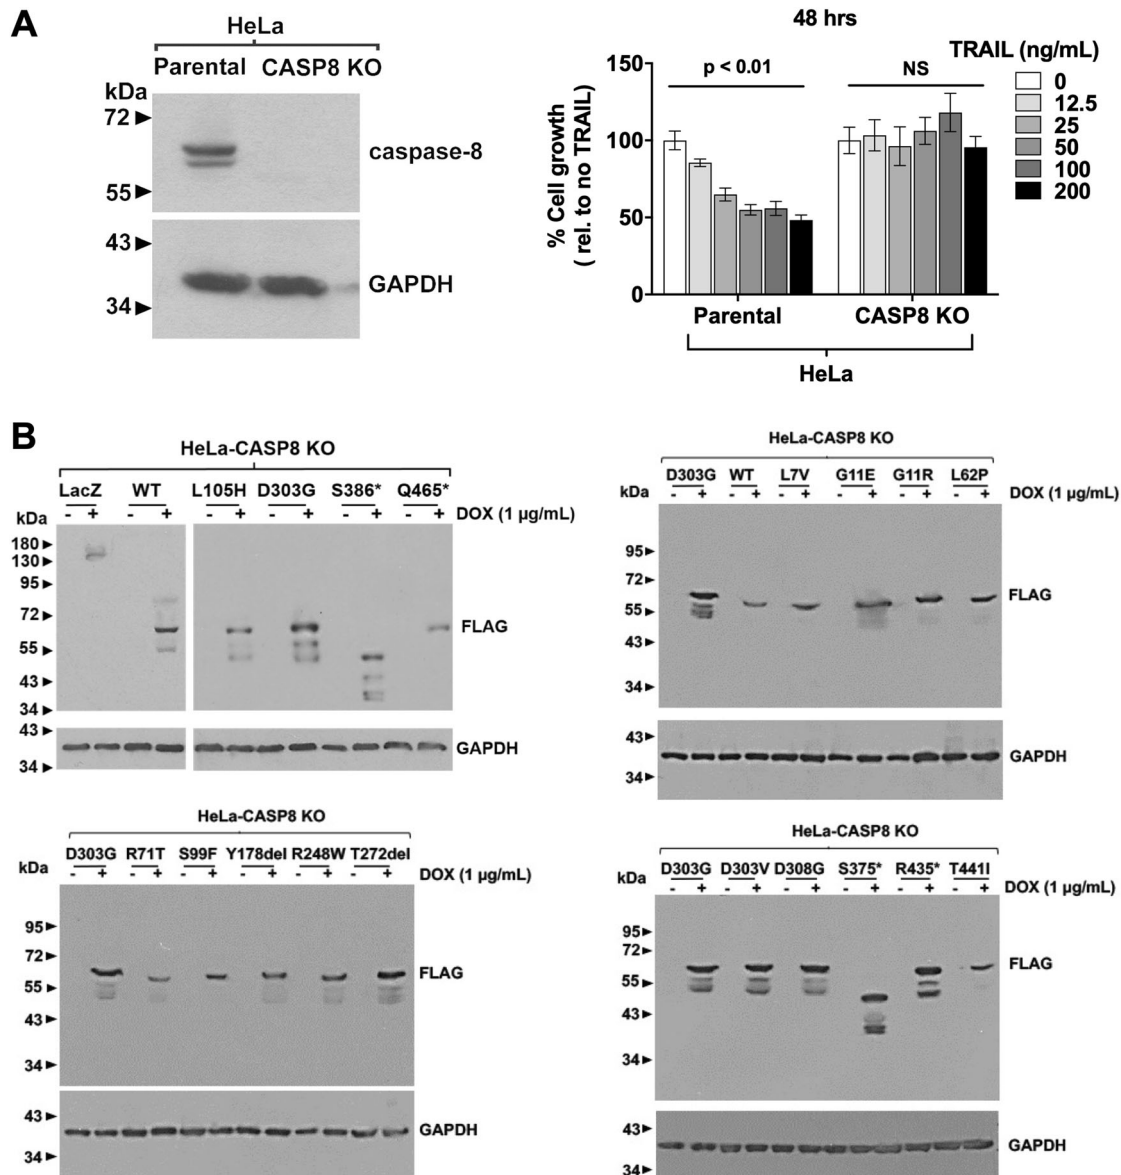 A
HeLa
Parental CASP8 KO
kDa
72
caspase-8
55
43
GAPDH
34
48 hrs
TRAIL (ng/mL)
0
12.5
25
50
100
200
% Cell growth
( rel. to no TRAIL)
150
100
50
0
p < 0.01
NS
Parental CASP8 KO
HeLa
B
HeLa-CASP8 KO
LacZ WT L105H D303G S386* Q465*
- + - + - + - + - + - + DOX (1 µg/mL)
kDa
180
130
95
72
FLAG
55
43
34
43
GAPDH
34
HeLa-CASP8 KO
D303G WT L7V G11E G11R L62P
kDa - + - + - + - + - + - + DOX (1 µg/mL)
95
72
FLAG
55
43
34
43
GAPDH
34
HeLa-CASP8 KO
D303G R71T S99F Y178del R248W T272del
kDa - + - + - + - + - + - + DOX (1 µg/mL)
95
72
FLAG
55
43
34
43
GAPDH
34
HeLa-CASP8 KO
D303G D303V D308G S375* R435* T441I
kDa - + - + - + - + - + - + DOX (1 µg/mL)
95
72
FLAG
55
43
34
43
GAPDH
34